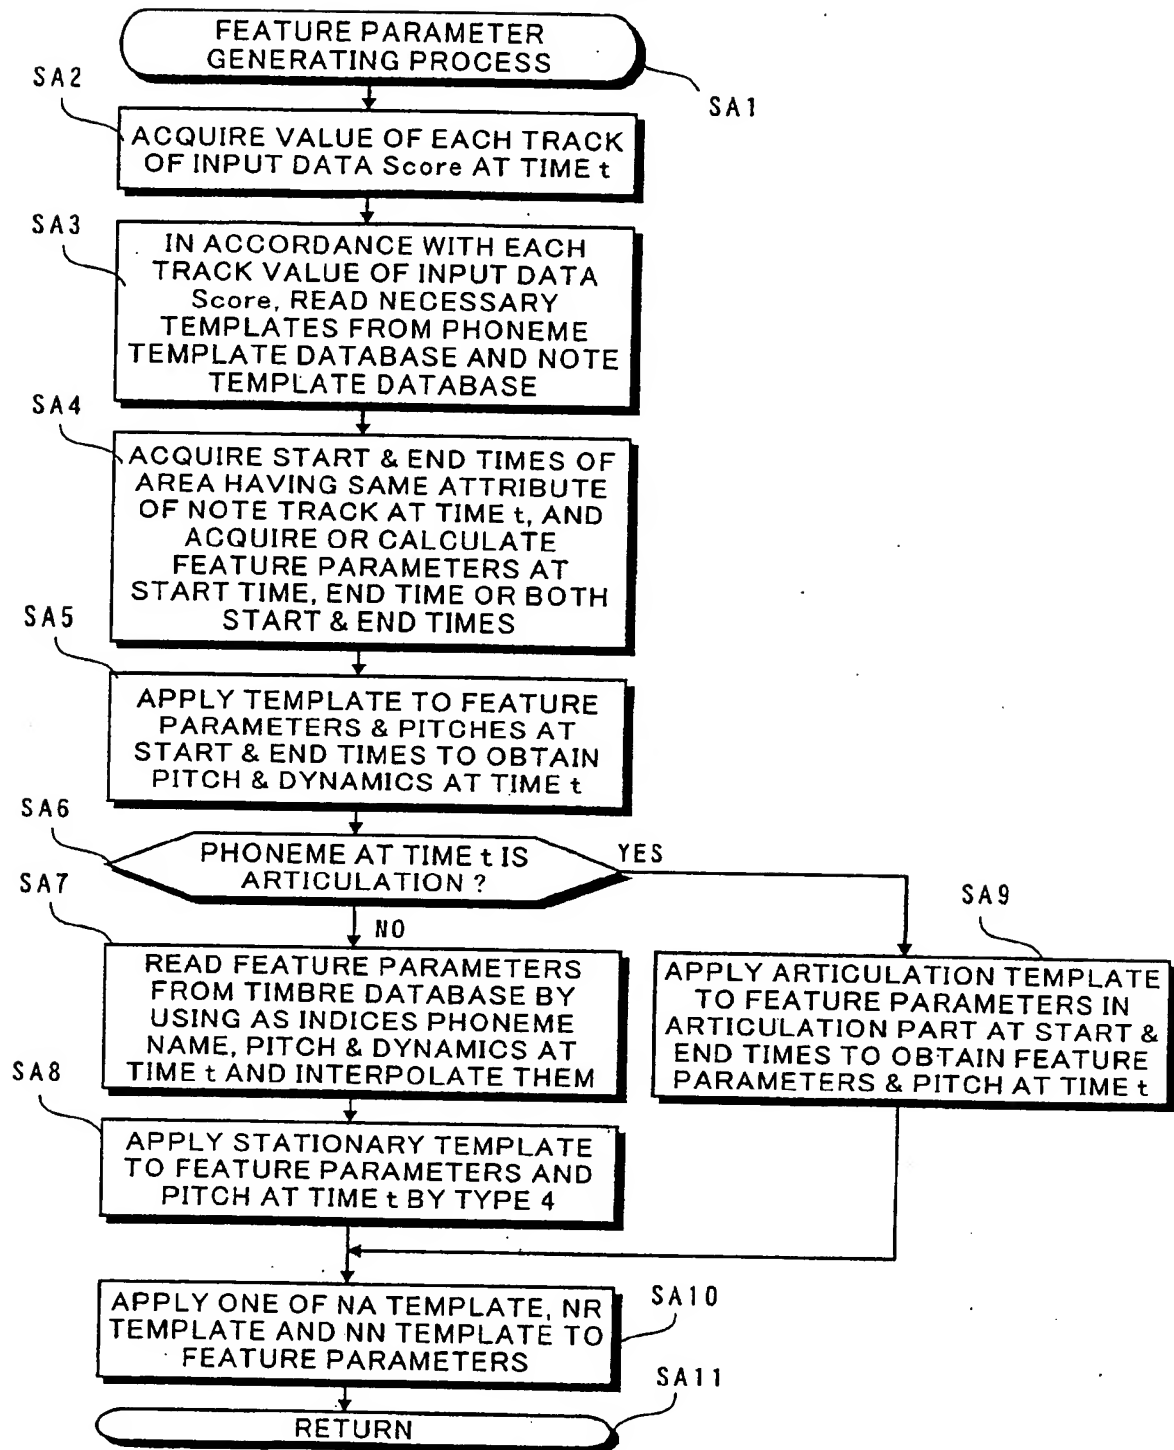 FEATURE PARAMETER
GENERATING PROCESS
SA1
SA2
ACQUIRE VALUE OF EACH TRACK
OF INPUT DATA Score AT TIME t
SA3
IN ACCORDANCE WITH EACH
TRACK VALUE OF INPUT DATA
Score, READ NECESSARY
TEMPLATES FROM PHONEME
TEMPLATE DATABASE AND NOTE
TEMPLATE DATABASE
SA4
ACQUIRE START & END TIMES OF
AREA HAVING SAME ATTRIBUTE
OF NOTE TRACK AT TIME t, AND
ACQUIRE OR CALCULATE
FEATURE PARAMETERS AT
START TIME, END TIME OR BOTH
START & END TIMES
SA5
APPLY TEMPLATE TO FEATURE
PARAMETERS & PITCHES AT
START & END TIMES TO OBTAIN
PITCH & DYNAMICS AT TIME t
SA6
PHONEME AT TIME t IS
ARTICULATION ?
YES
NO
SA7
READ FEATURE PARAMETERS
FROM TIMBRE DATABASE BY
USING AS INDICES PHONEME
NAME, PITCH & DYNAMICS AT
TIME t AND INTERPOLATE THEM
SA9
APPLY ARTICULATION TEMPLATE
TO FEATURE PARAMETERS IN
ARTICULATION PART AT START &
END TIMES TO OBTAIN FEATURE
PARAMETERS & PITCH AT TIME t
SA8
APPLY STATIONARY TEMPLATE
TO FEATURE PARAMETERS AND
PITCH AT TIME t BY TYPE 4
SA10
APPLY ONE OF NA TEMPLATE, NR
TEMPLATE AND NN TEMPLATE TO
FEATURE PARAMETERS
SA11
RETURN